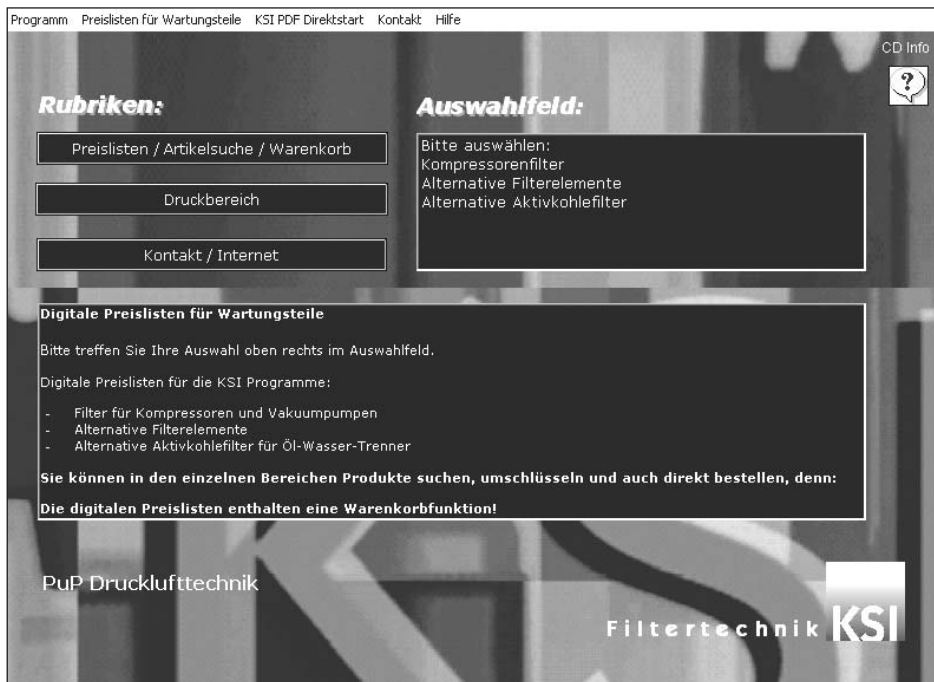 Programm Preislisten für Wartungsteile KSI PDF Direktstart Kontakt Hilfe
CD Info
?
Rubriken:
Preislisten / Artikelsuche / Warenkorb
Druckbereich
Kontakt / Internet
Auswahlfeld:
Bitte auswählen:
Kompressorenfilter
Alternative Filterelemente
Alternative Aktivkohlefilter
Digitale Preislisten für Wartungsteile
Bitte treffen Sie Ihre Auswahl oben rechts im Auswahlfeld.
Digitale Preislisten für die KSI Programme:
- Filter für Kompressoren und Vakuumpumpen
- Alternative Filterelemente
- Alternative Aktivkohlefilter für Öl-Wasser-Trenner
Sie können in den einzelnen Bereichen Produkte suchen, umschlüsseln und auch direkt bestellen, denn:
Die digitalen Preislisten enthalten eine Warenkorbfunktion!
PuP Drucklufttechnik
Filtertechnik KSI